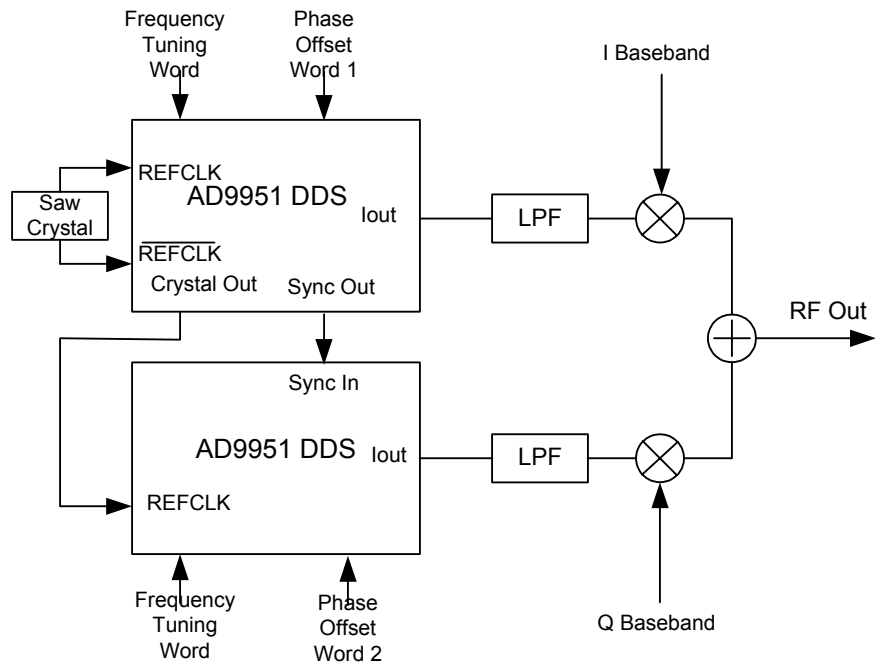 Frequency
Tuning
Word
Phase
Offset
Word 1
I Baseband
REFCLK
AD9951 DDS
Saw
Crystal
Iout
LPF
REFCLK
Crystal Out
Sync Out
RF Out
Sync In
AD9951 DDS
Iout
LPF
REFCLK
Frequency
Tuning
Word
Phase
Offset
Word 2
Q Baseband